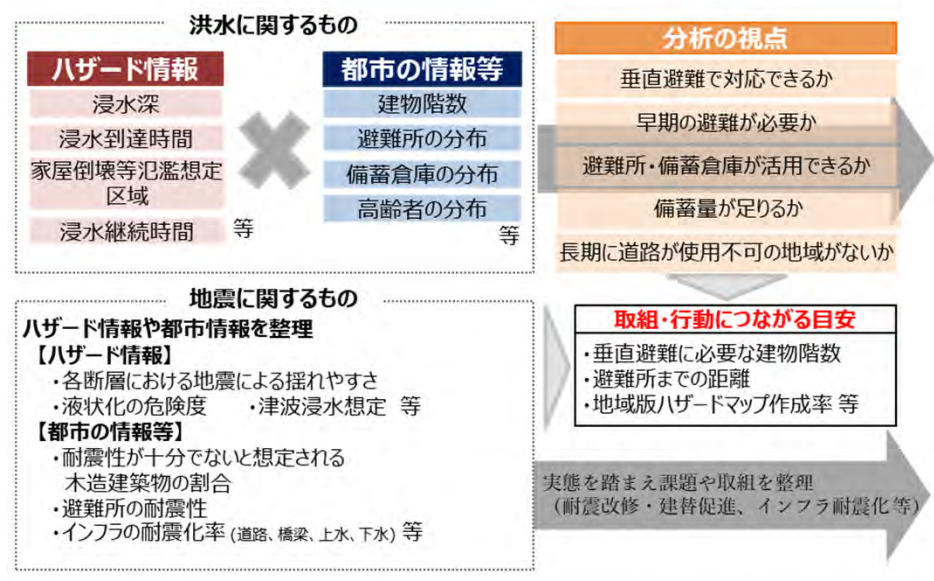 洪水に関するもの
ハザード情報
浸水深
浸水到達時間
家屋倒壊等氾濫想定
区域
浸水継続時間
等
都市の情報等
建物階数
避難所の分布
備蓄倉庫の分布
高齢者の分布
等
分析の視点
垂直避難で対応できるか
早期の避難が必要か
避難所・備蓄倉庫が活用できるか
備蓄量が足りるか
長期に道路が使用不可の地域がないか
取組・行動につながる目安
・垂直避難に必要な建物階数
・避難所までの距離
・地域版ハザードマップ作成率 等
地震に関するもの
ハザード情報や都市情報を整理
【ハザード情報】
・各断層における地震による揺れやすさ
・液状化の危険度 ・津波浸水想定 等
【都市の情報等】
・耐震性が十分でないと想定される
木造建築物の割合
・避難所の耐震性
・インフラの耐震化率 (道路、橋梁、上水、下水) 等
実態を踏まえ課題や取組を整理
(耐震改修・建替促進、インフラ耐震化等)